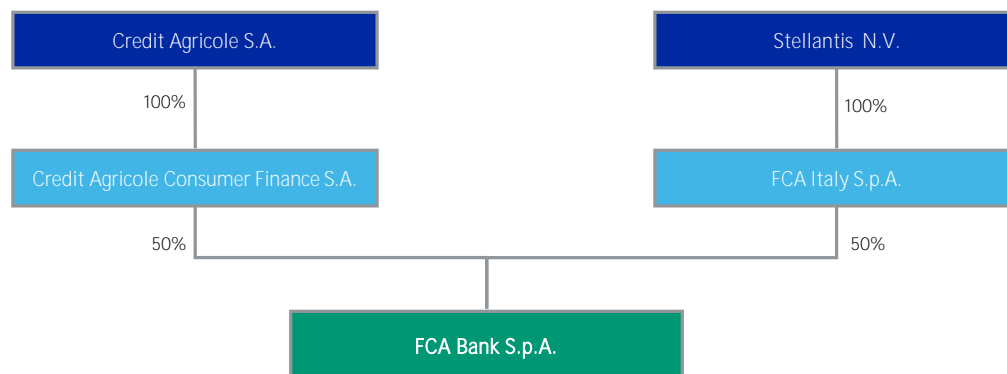 Credit Agricole S.A.
Stellantis N.V.
100%
100%
Credit Agricole Consumer Finance S.A.
FCA Italy S.p.A.
50%
50%
FCA Bank S.p.A.